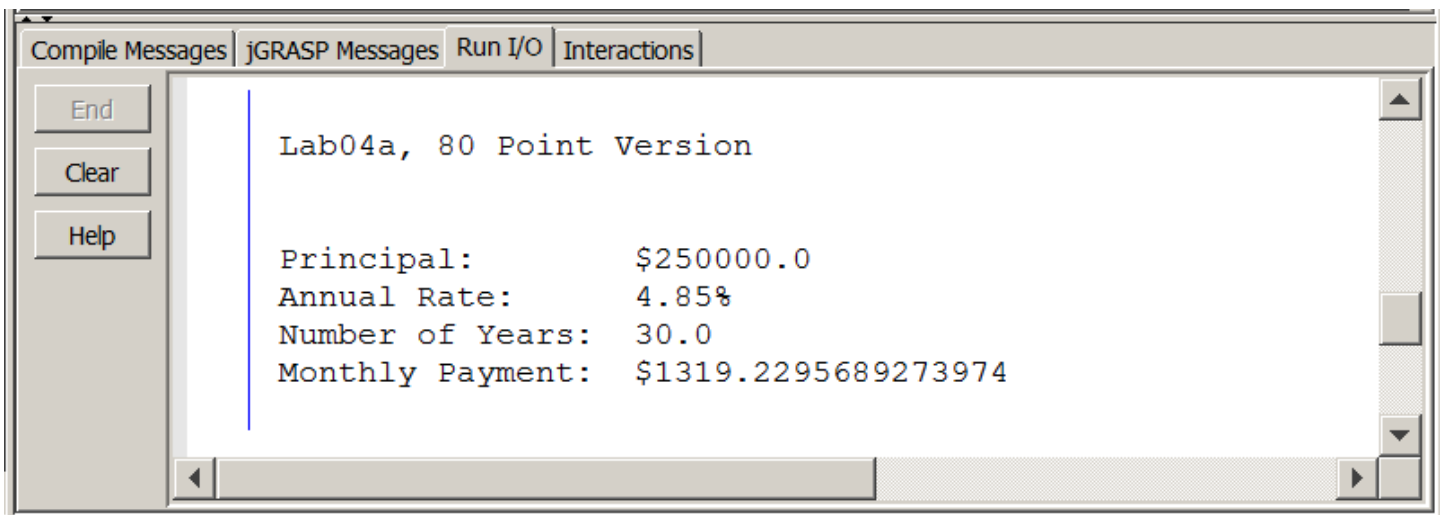 Compile Messages jGRASP Messages Run I/O Interactions
End
Clear
Help
Lab04a, 80 Point Version
Principal: $250000.0
Annual Rate: 4.85%
Number of Years: 30.0
Monthly Payment: $1319.2295689273974